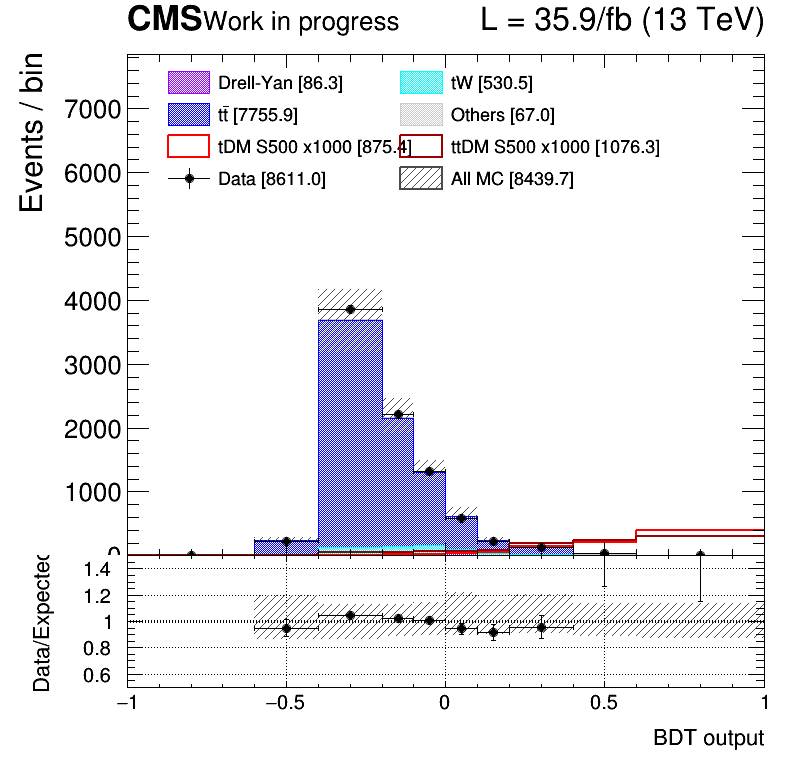 CMS Work in progress L = 35.9/fb (13 TeV)
Events / bin
Drell-Yan [86.3] tW [530.5]
tt̄ [7755.9] Others [67.0]
tDM S500 x1000 [875.4] ttDM S500 x1000 [1076.3]
Data [8611.0] All MC [8439.7]
7000
6000
5000
4000
3000
2000
1000
0
Data/Expected
1.4
1.2
1
0.8
0.6
−1 −0.5 0 0.5 1
BDT output